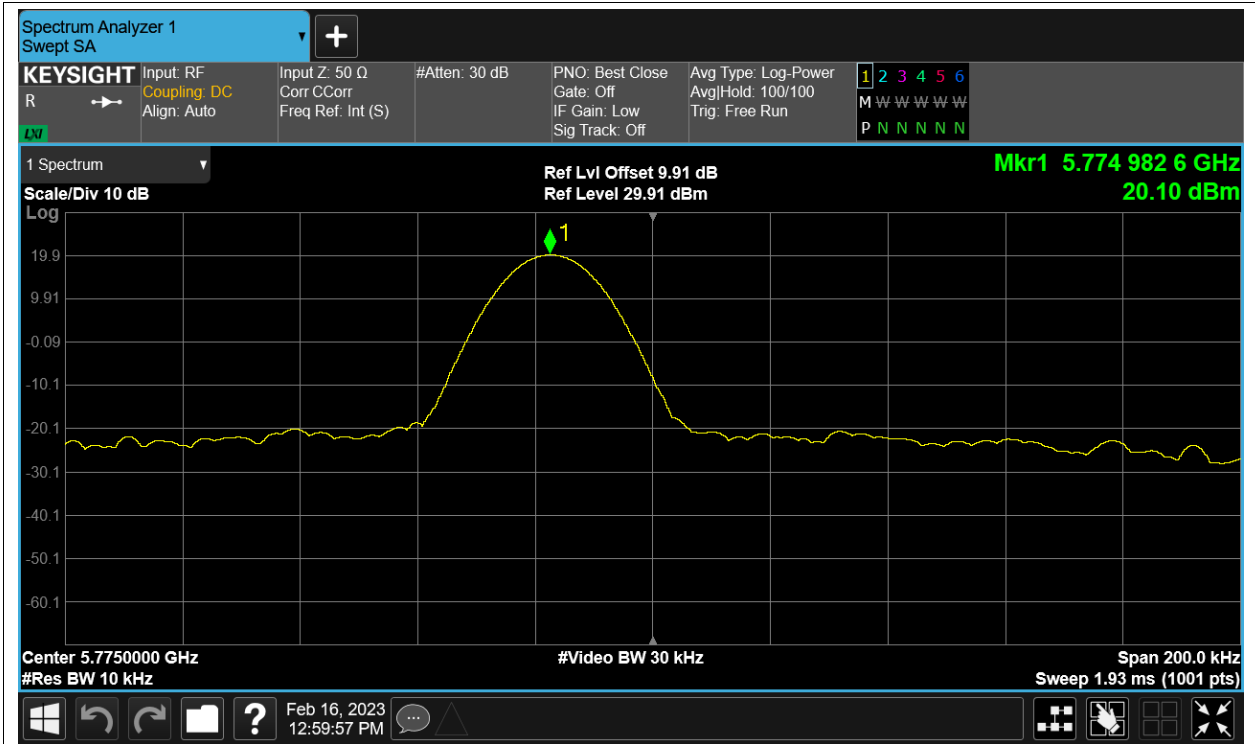 Spectrum Analyzer 1
Swept SA
+
KEYSIGHT
R
LXI
Input: RF
Coupling: DC
Align: Auto
Input Z: 50 Ω
Corr CCorr
Freq Ref: Int (S)
#Atten: 30 dB
PNO: Best Close
Gate: Off
IF Gain: Low
Sig Track: Off
Avg Type: Log-Power
Avg|Hold: 100/100
Trig: Free Run
1 2 3 4 5 6
M W W W W W
P N N N N N
1 Spectrum
Scale/Div 10 dB
Log
Ref Lvl Offset 9.91 dB
Ref Level 29.91 dBm
Mkr1 5.774 982 6 GHz
20.10 dBm
1
19.9
9.91
-0.09
-10.1
-20.1
-30.1
-40.1
-50.1
-60.1
Center 5.7750000 GHz
#Res BW 10 kHz
#Video BW 30 kHz
Span 200.0 kHz
Sweep 1.93 ms (1001 pts)
?
Feb 16, 2023
12:59:57 PM